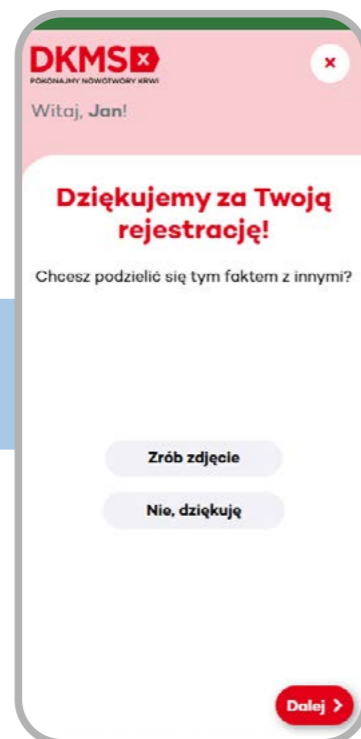 DKMS
POKONAJMY NOWOTWORY KRWI
Witaj, Jan!
Dziękujemy za Twoją
rejestrację!
Chcesz podzielić się tym faktem z innymi?
Zrób zdjęcie
Nie, dziękuję
Dalej